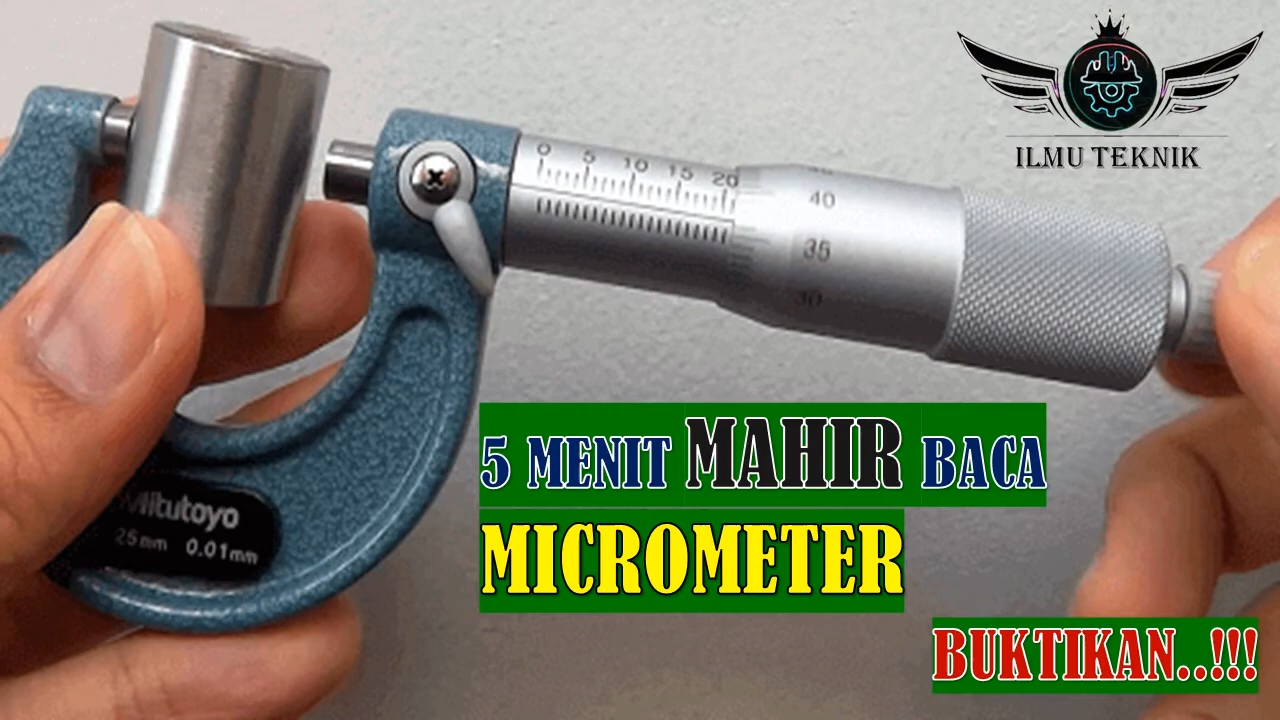 ILMU TEKNIK
0 5 10 15 20
40
35
30
5 MENIT MAHIR BACA
MICROMETER
Mitutoyo
25mm 0.01mm
BUKTIKAN..!!!